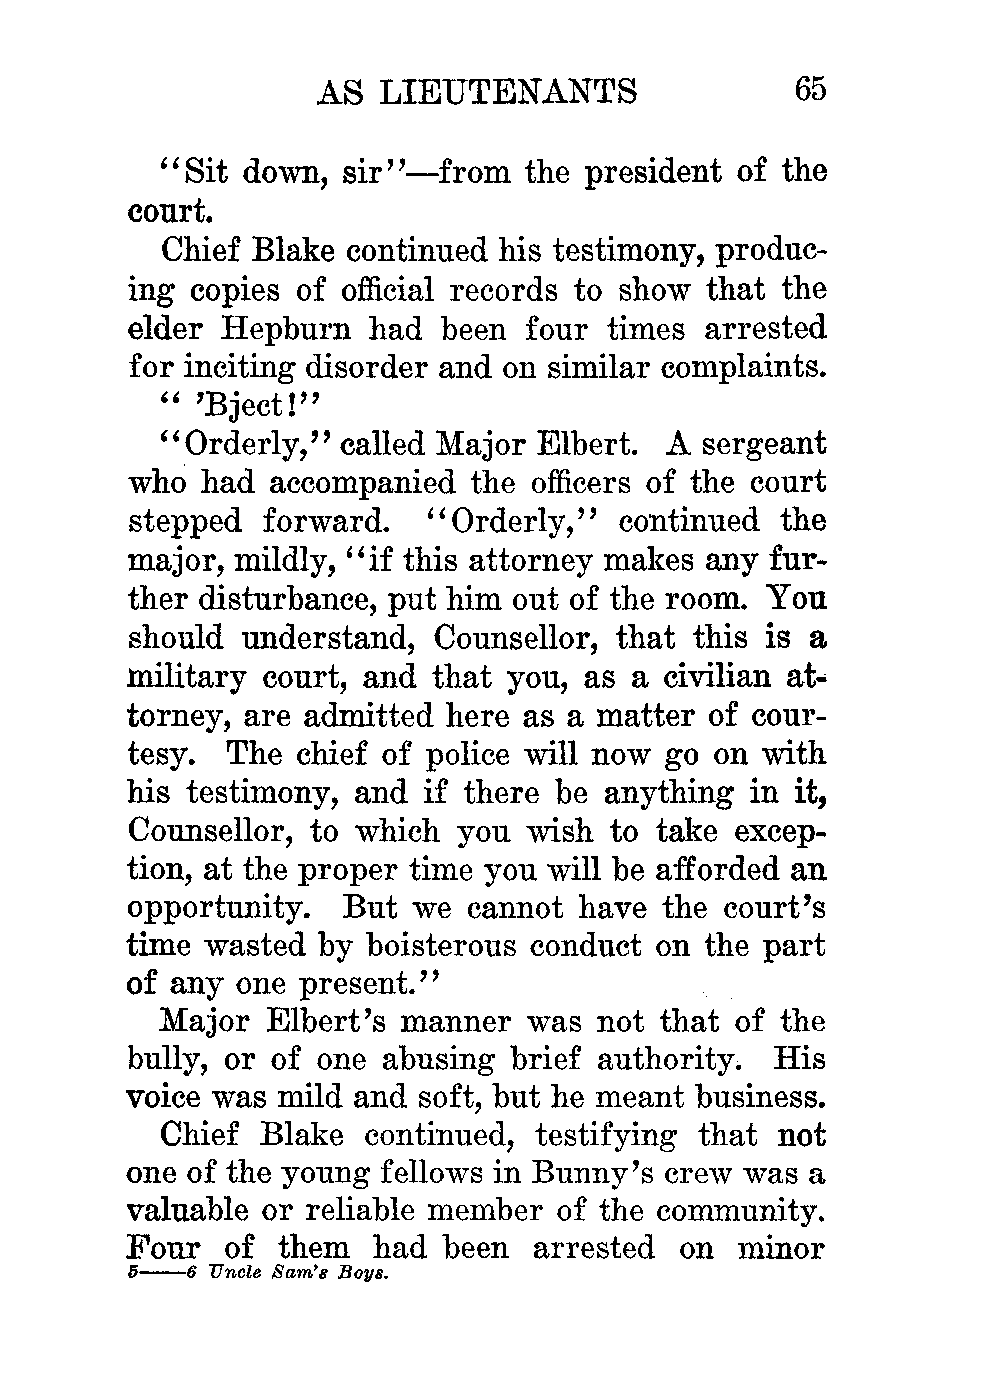 AS LIEUTENANTS 65
“Sit down, sir”—from the president of the
court.
Chief Blake continued his testimony, produc-
ing copies of official records to show that the
elder Hepburn had been four times arrested
for inciting disorder and on similar complaints.
“ ’Bject!”
“Orderly,” called Major Elbert. A sergeant
who had accompanied the officers of the court
stepped forward. “Orderly,” continued the
major, mildly, “if this attorney makes any fur-
ther disturbance, put him out of the room. You
should understand, Counsellor, that this is a
military court, and that you, as a civilian at-
torney, are admitted here as a matter of cour-
tesy. The chief of police will now go on with
his testimony, and if there be anything in it,
Counsellor, to which you wish to take excep-
tion, at the proper time you will be afforded an
opportunity. But we cannot have the court’s
time wasted by boisterous conduct on the part
of any one present.”
Major Elbert’s manner was not that of the
bully, or of one abusing brief authority. His
voice was mild and soft, but he meant business.
Chief Blake continued, testifying that not
one of the young fellows in Bunny’s crew was a
valuable or reliable member of the community.
Four of them had been arrested on minor
5——6 Uncle Sam’s Boys.